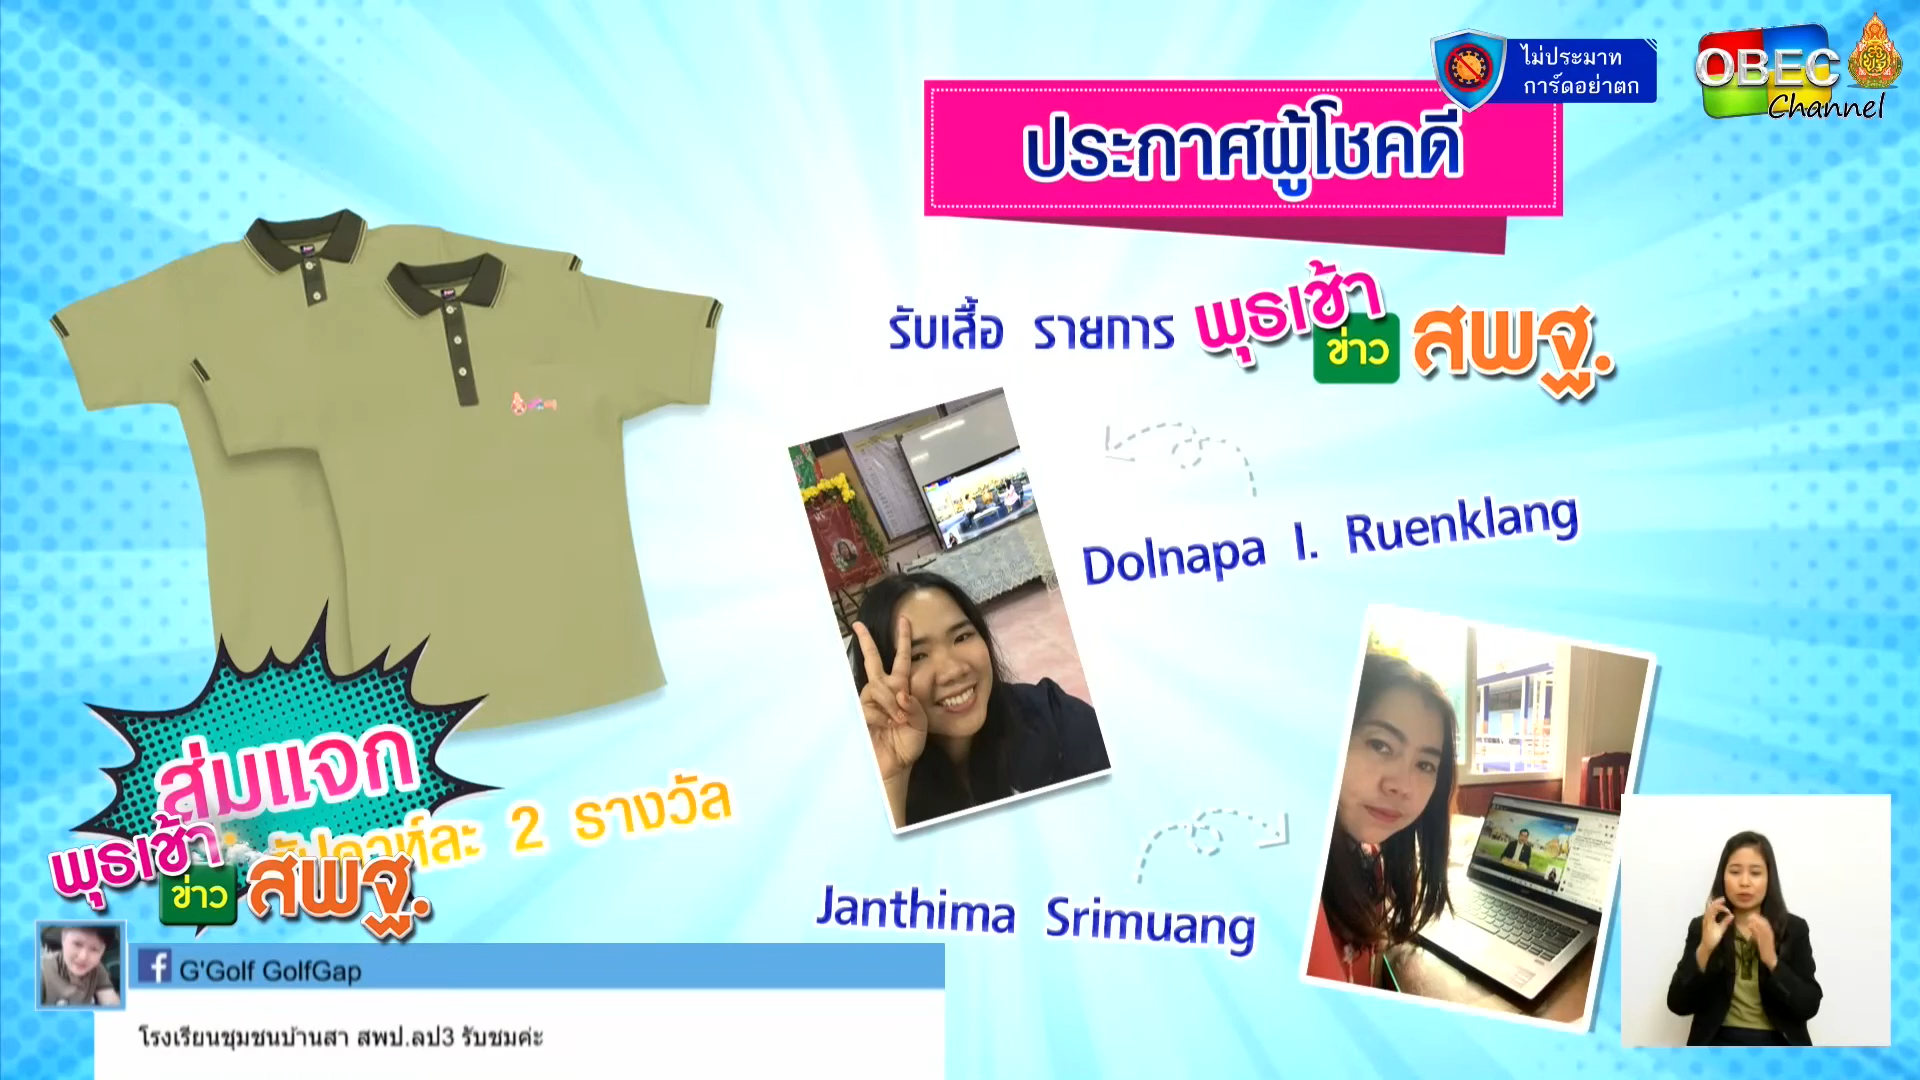 ไม่ประมาท
การ์ดอย่าตก
OBEC
Channel
ประกาศผู้โชคดี
รับเสื้อ รายการ พุธเช้า ข่าว สพฐ.
Dolnapa I. Ruenklang
Janthima Srimuang
สุ่มแจก
สัปดาห์ละ 2 รางวัล
พุธเช้า
ข่าว สพฐ.
G'Golf GolfGap
โรงเรียนชุมชนบ้านสา สพป.ลป3 รับชมค่ะ